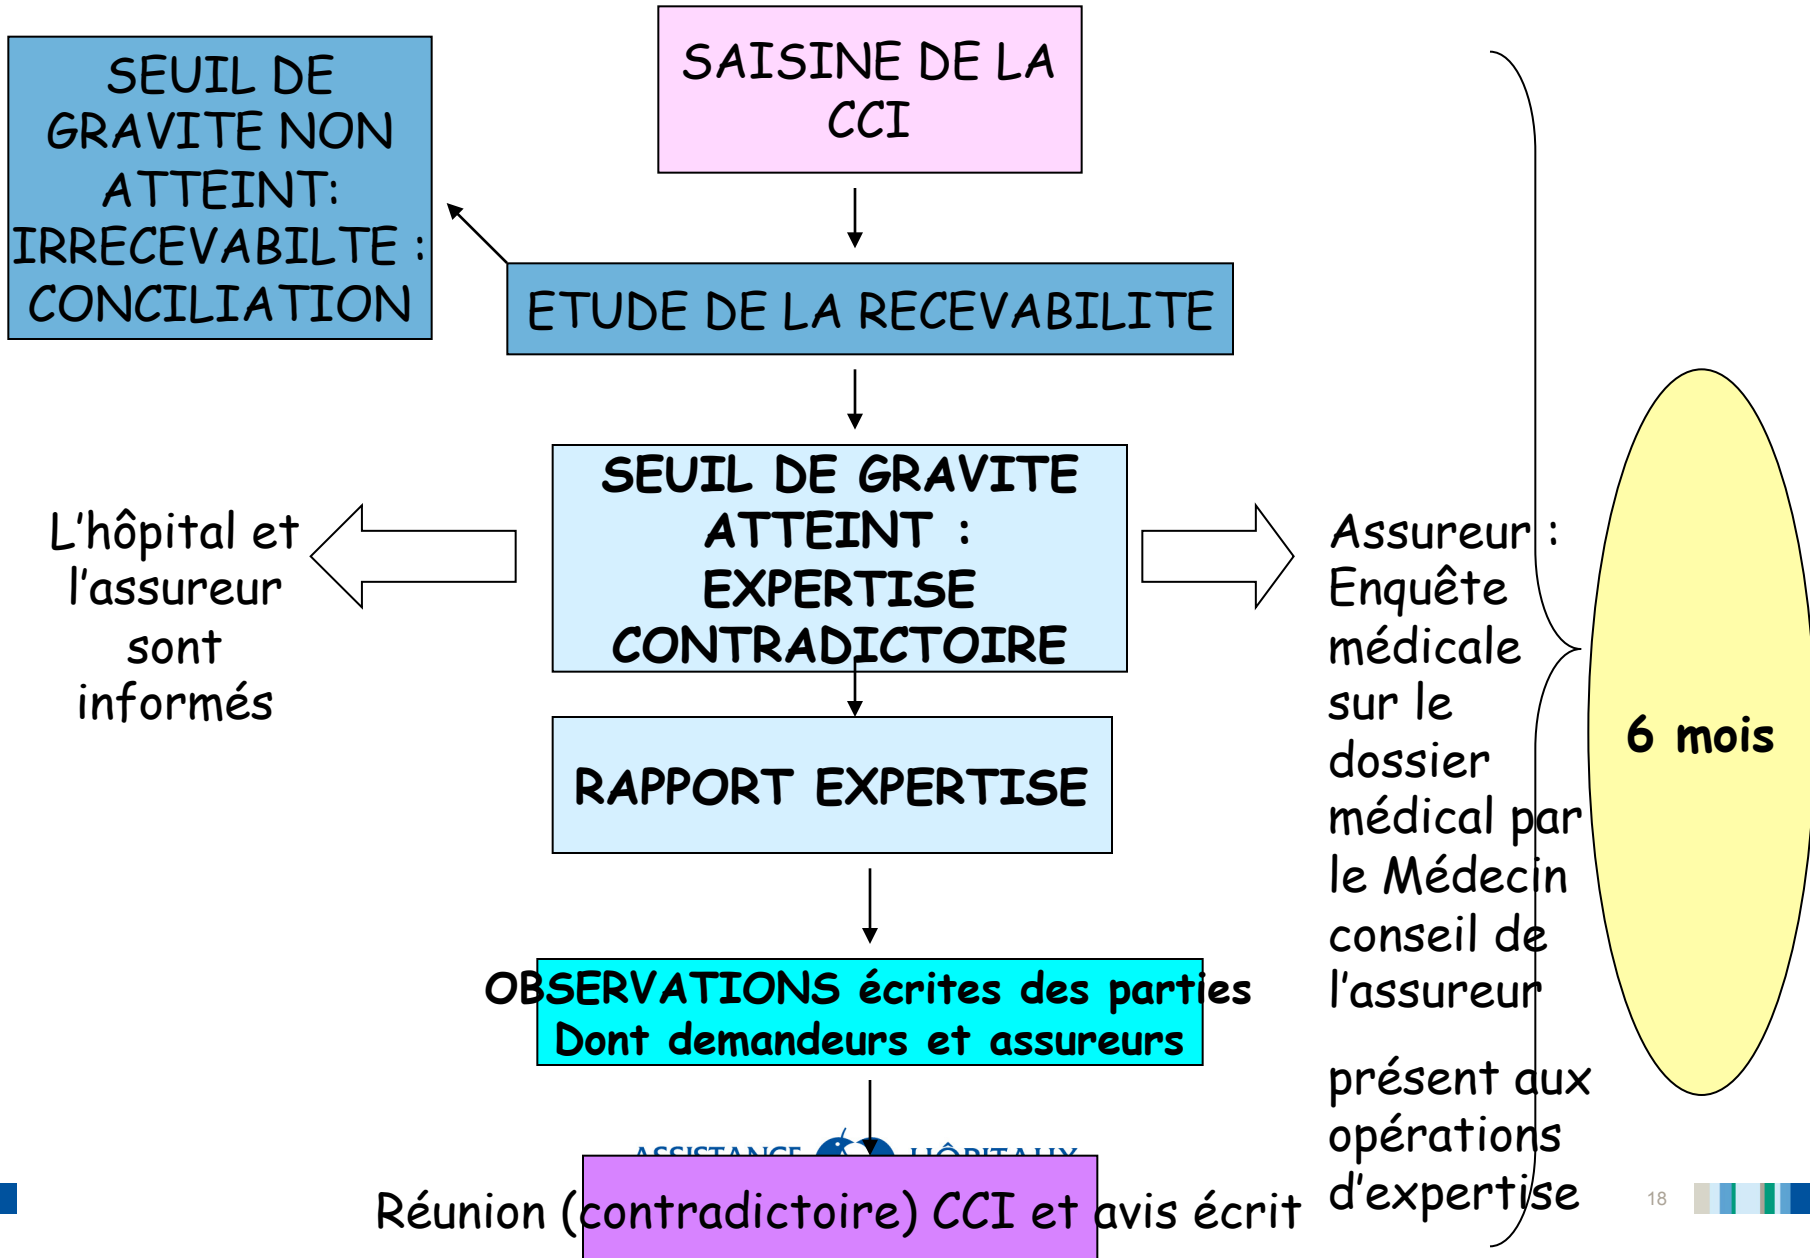 SAISINE DE LA
CCI
SEUIL DE
GRAVITE NON
ATTEINT:
IRRECEVABILTE :
CONCILIATION
ETUDE DE LA RECEVABILITE
SEUIL DE GRAVITE
ATTEINT :
EXPERTISE
CONTRADICTOIRE
L'hôpital et
l'assureur
sont
informés
Assureur :
Enquête
médicale
sur le
dossier
médical par
le Médecin
conseil de
l'assureur
présent aux
opérations
d'expertise
6 mois
RAPPORT EXPERTISE
OBSERVATIONS écrites des parties
Dont demandeurs et assureurs
ASSISTANCE HÔPITAUX
Réunion (contradictoire) CCI et avis écrit
18